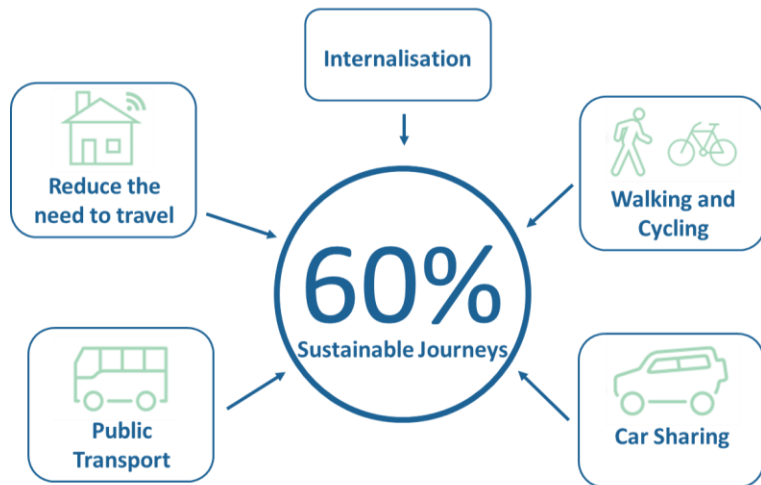 Internalisation
Reduce the
need to travel
Walking and
Cycling
60%
Sustainable Journeys
Public
Transport
Car Sharing